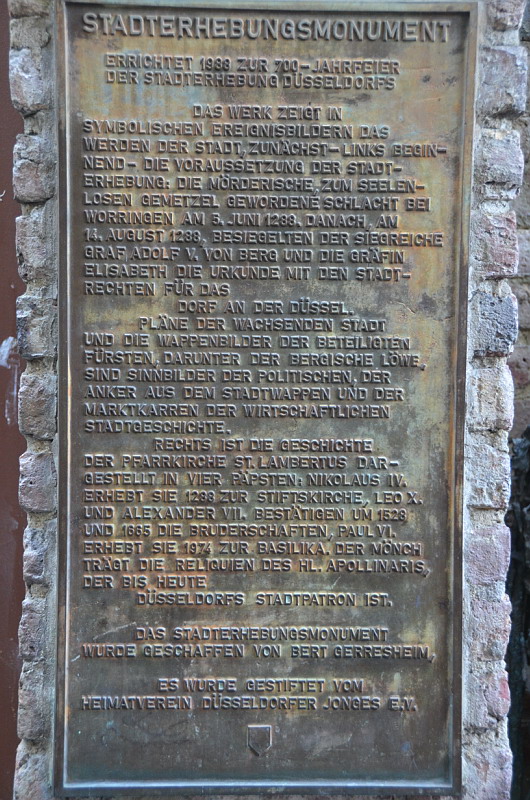 STADTERHEBUNGSMONUMENT
ERRICHTET 1988 ZUR 700-JAHRFEIER
DER STADTERHEBUNG DÜSSELDORFS
DAS WERK ZEIGT IN
SYMBOLISCHEN EREIGNISBILDERN DAS
WERDEN DER STADT, ZUNÄCHST-LINKS BEGIN-
NEND- DIE VORAUSSETZUNG DER STADT-
ERHEBUNG: DIE MÖRDERISCHE, ZUM SEELEN-
LOSEN GEMETZEL GEWORDENE SCHLACHT BEI
WORRINGEN AM 5. JUNI 1288. DANACH, AM
14. AUGUST 1288, BESIEGELTEN DER SIEGREICHE
GRAF ADOLF V. VON BERG UND DIE GRÄFIN
ELISABETH DIE URKUNDE MIT DEN STADT-
RECHTEN FÜR DAS
DORF AN DER DÜSSEL.
PLÄNE DER WACHSENDEN STADT
UND DIE WAPPENBILDER DER BETEILIGTEN
FÜRSTEN, DARUNTER DER BERGISCHE LÖWE,
SIND SINNBILDER DER POLITISCHEN, DER
ANKER AUS DEM STADTWAPPEN UND DER
MARKTKARREN DER WIRTSCHAFTLICHEN
STADTGESCHICHTE.
RECHTS IST DIE GESCHICHTE
DER PFARRKIRCHE ST. LAMBERTUS DAR-
GESTELLT IN VIER PÄPSTEN: NIKOLAUS IV.
ERHEBT SIE 1288 ZUR STIFTSKIRCHE, LEO X.
UND ALEXANDER VII. BESTÄTIGEN UM 1528
UND 1665 DIE BRUDERSCHAFTEN, PAUL VI.
ERHEBT SIE 1974 ZUR BASILIKA. DER MÖNCH
TRÄGT DIE RELIQUIEN DES HL. APOLLINARIS,
DER BIS HEUTE
DÜSSELDORFS STADTPATRON IST.
DAS STADTERHEBUNGSMONUMENT
WURDE GESCHAFFEN VON BERT GERRESHEIM,
ES WURDE GESTIFTET VOM
HEIMATVEREIN DÜSSELDORFER JONGES E.V.